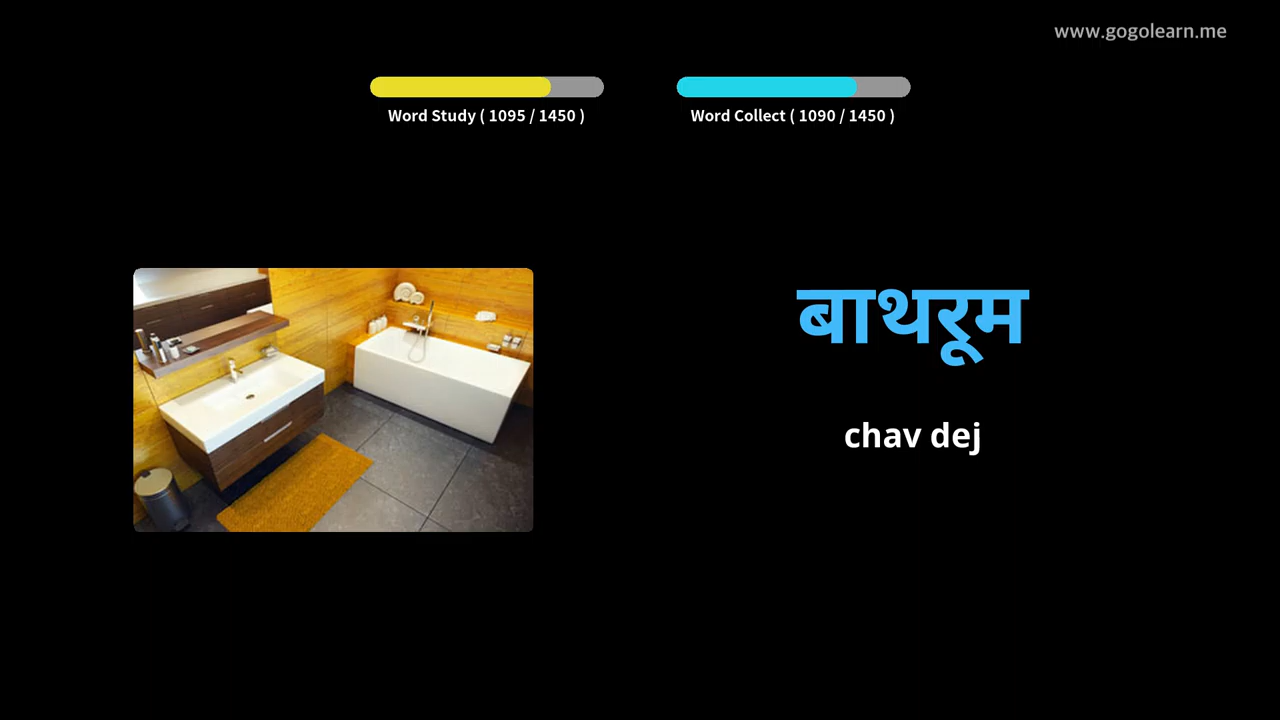 www.gogolearn.me
Word Study ( 1095 / 1450 )
Word Collect ( 1090 / 1450 )
बाथरूम
chav dej